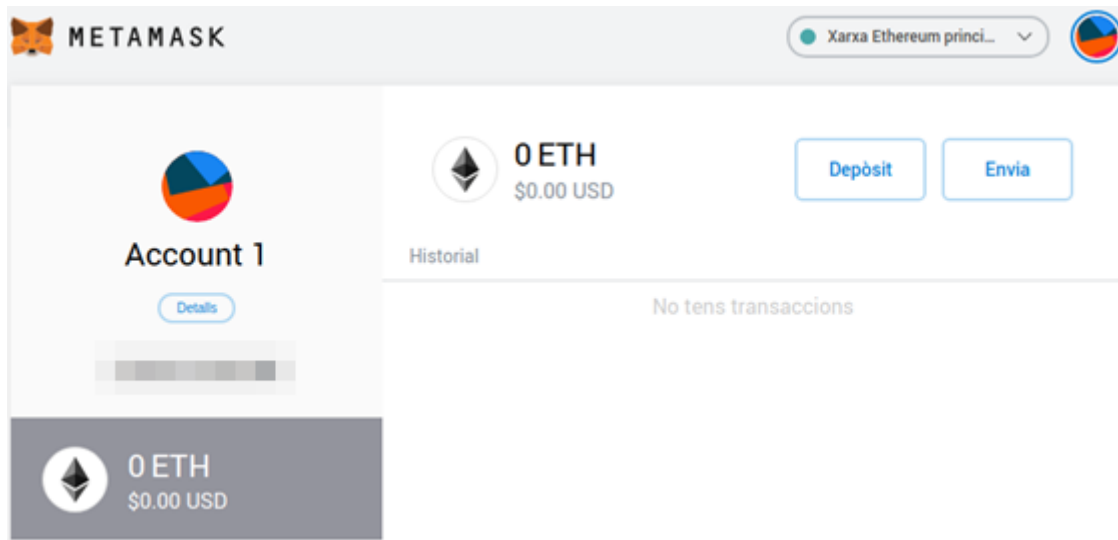 METAMASK
Xarxa Ethereum princi...
Account 1
Details
0 ETH
$0.00 USD
0 ETH
$0.00 USD
Depòsit
Envia
Historial
No tens transaccions